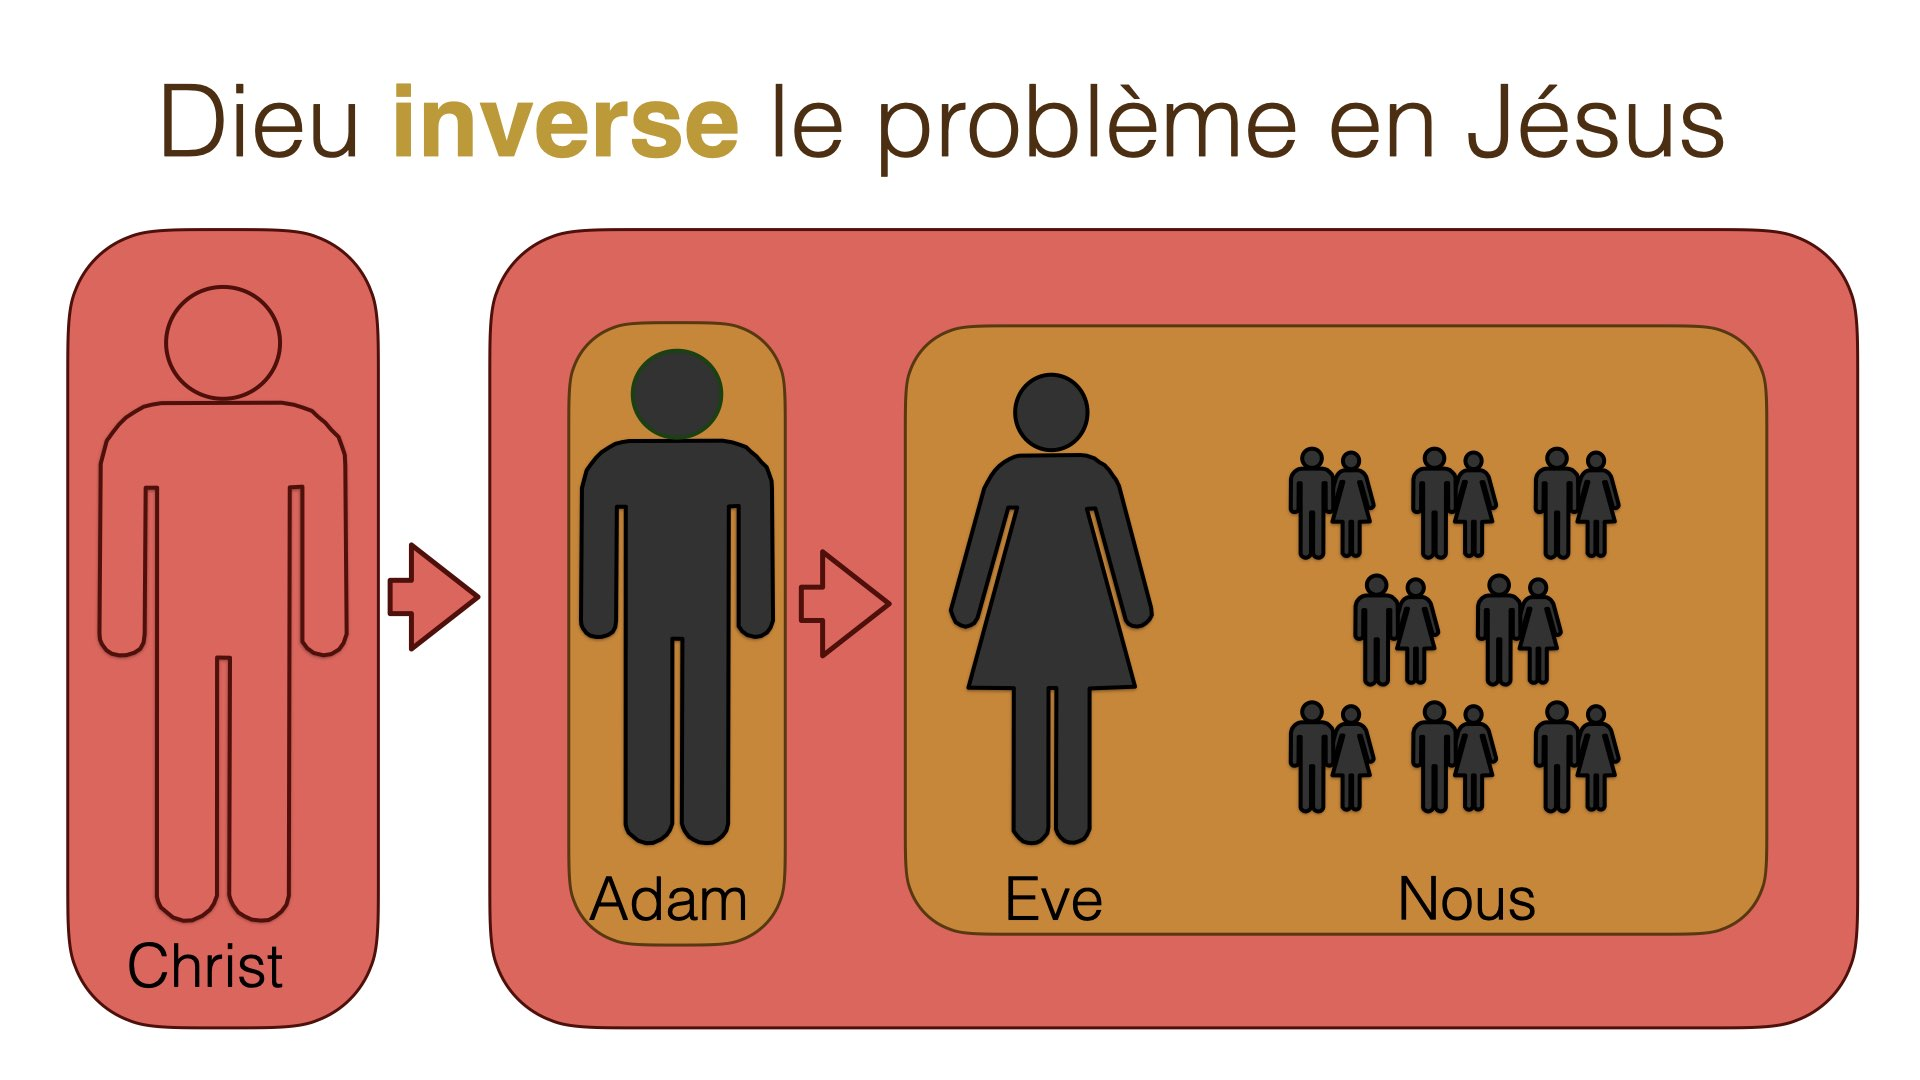 Dieu inverse le problème en Jésus
Adam
Eve
Nous
Christ